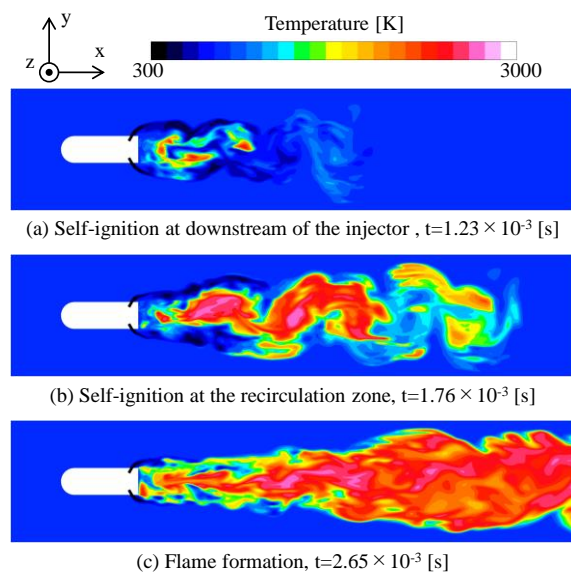 Temperature [K]
y
x
z
300
3000
(a) Self-ignition at downstream of the injector , t=1.23×10⁻³ [s]
(b) Self-ignition at the recirculation zone, t=1.76×10⁻³ [s]
(c) Flame formation, t=2.65×10⁻³ [s]